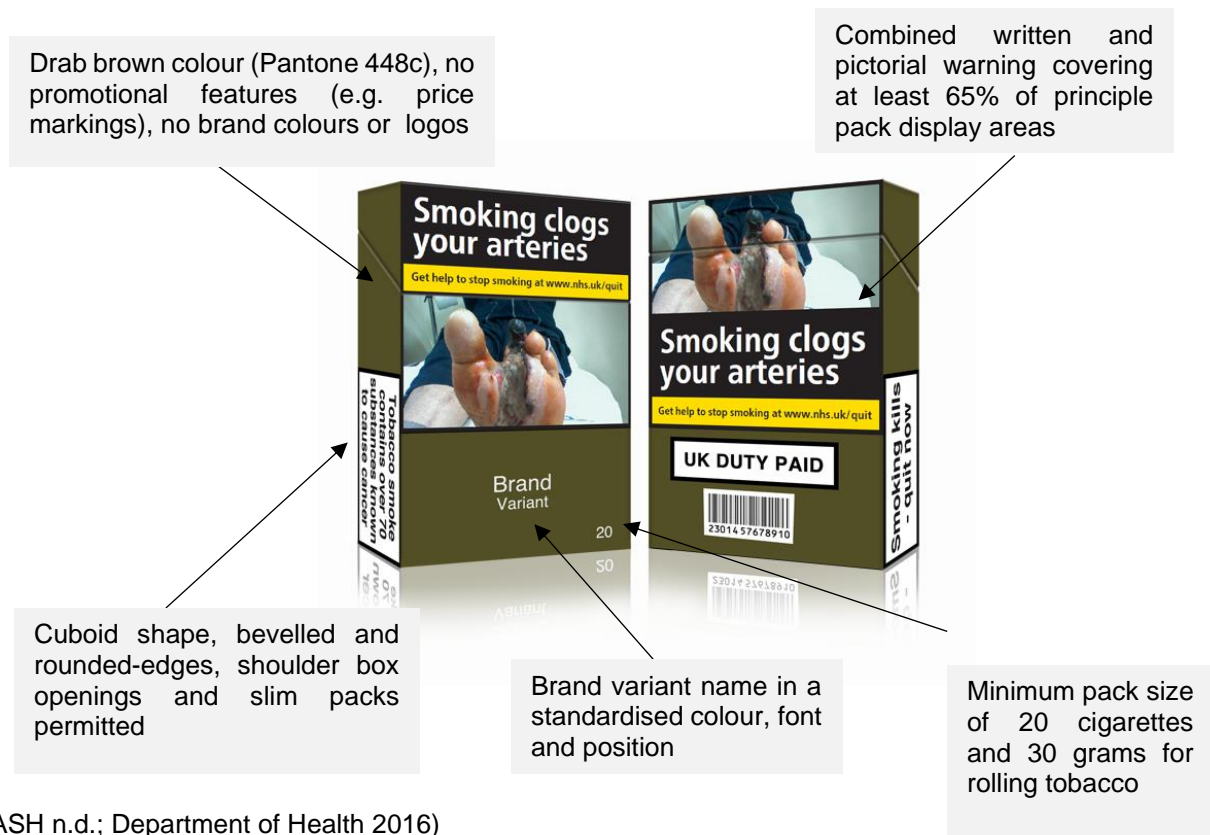 Drab brown colour (Pantone 448c), no
promotional features (e.g. price
markings), no brand colours or logos
Combined written and
pictorial warning covering
at least 65% of principle
pack display areas
Smoking clogs
your arteries
Get help to stop smoking at www.nhs.uk/quit
Tobacco smoke
contains over 70
substances known
to cause cancer
Brand
Variant
20
Smoking clogs
your arteries
Get help to stop smoking at www.nhs.uk/quit
UK DUTY PAID
23014 57678910
Smoking kills
- quit now
Cuboid shape, bevelled and
rounded-edges, shoulder box
openings and slim packs
permitted
Brand variant name in a
standardised colour, font
and position
Minimum pack size
of 20 cigarettes
and 30 grams for
rolling tobacco
ASH n.d.; Department of Health 2016)